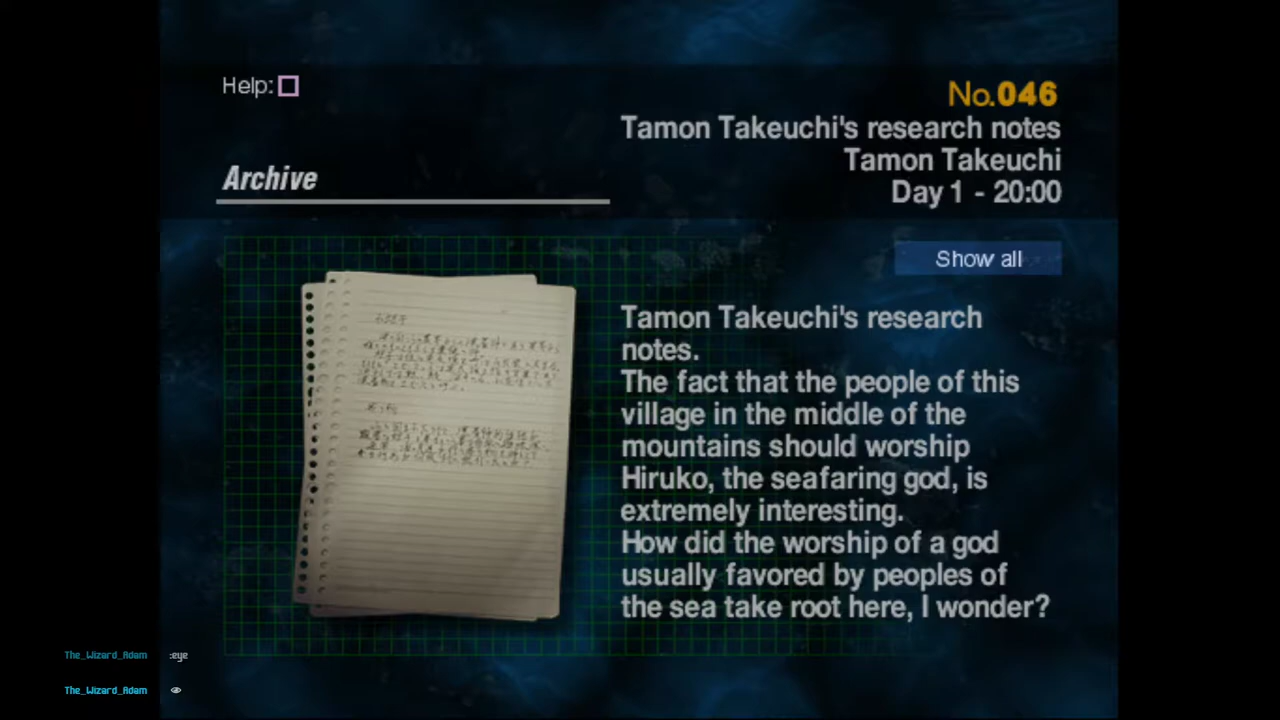 Help:
No.046
Tamon Takeuchi's research notes
Tamon Takeuchi
Day 1 - 20:00
Archive
Show all
Tamon Takeuchi's research
notes.
The fact that the people of this
village in the middle of the
mountains should worship
Hiruko, the seafaring god, is
extremely interesting.
How did the worship of a god
usually favored by peoples of
the sea take root here, I wonder?
The_Wizard_Adam :eye
The_Wizard_Adam